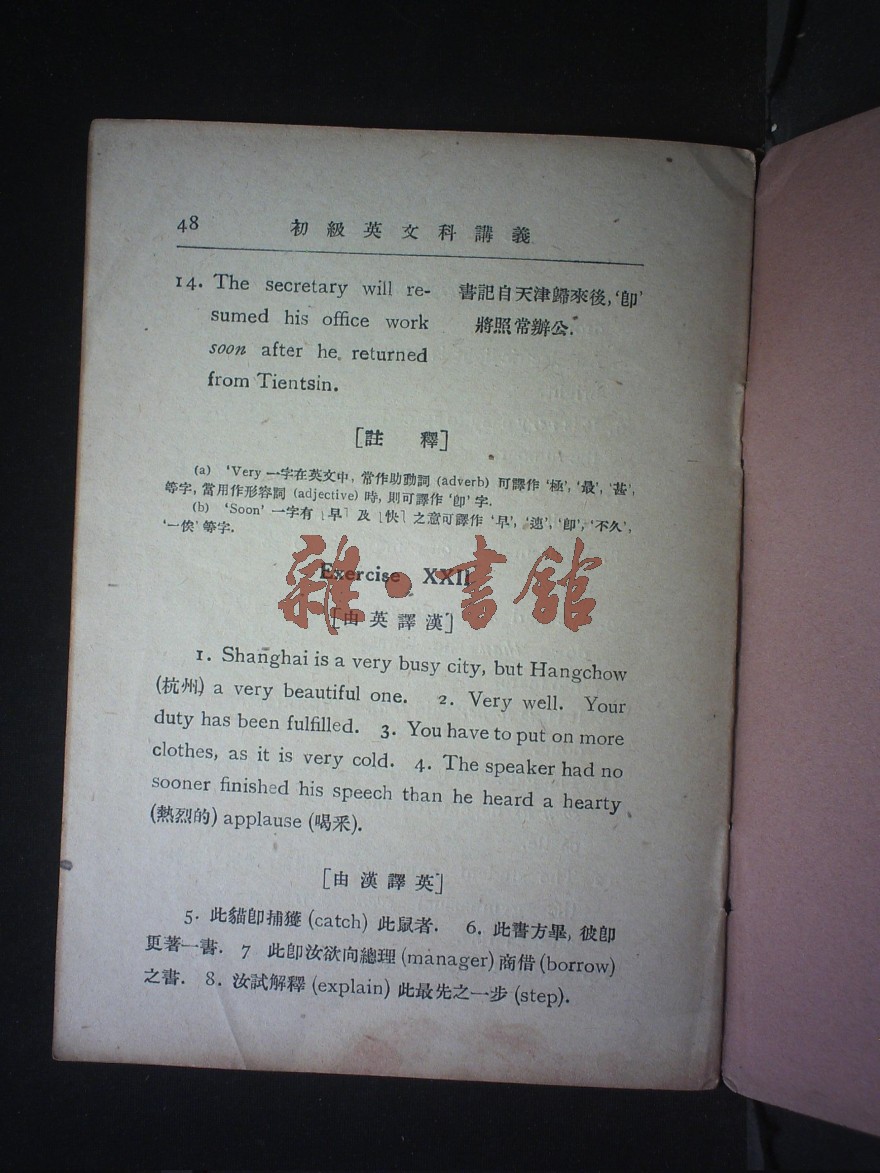 48 初級英文科講義
14. The secretary will re- 書記自天津歸來後, '卽'
sumed his office work 將照常辦公.
soon after he returned
from Tientsin.
[註 釋]
(a) 'Very 一字在英文中, 常作助動詞 (adverb) 可譯作 '極', '最', '甚',
等字, 當用作形容詞 (adjective) 時, 則可譯作 '卽' 字.
(b) 'Soon' 一字有 [早] 及 [快] 之意可譯作 '早', '速', '卽', '不久',
'一俟' 等字.
Exercise XXII
雜·書館
[由英譯漢]
1. Shanghai is a very busy city, but Hangchow
(杭州) a very beautiful one. 2. Very well. Your
duty has been fulfilled. 3. You have to put on more
clothes, as it is very cold. 4. The speaker had no
sooner finished his speech than he heard a hearty
(熱烈的) applause (喝釆).
[由漢譯英]
5. 此貓卽捕獲 (catch) 此鼠者. 6. 此書方畢, 彼卽
更著一書. 7 此卽汝欲向總理 (manager) 商借 (borrow)
之書. 8. 汝試解釋 (explain) 此最先之一步 (step).